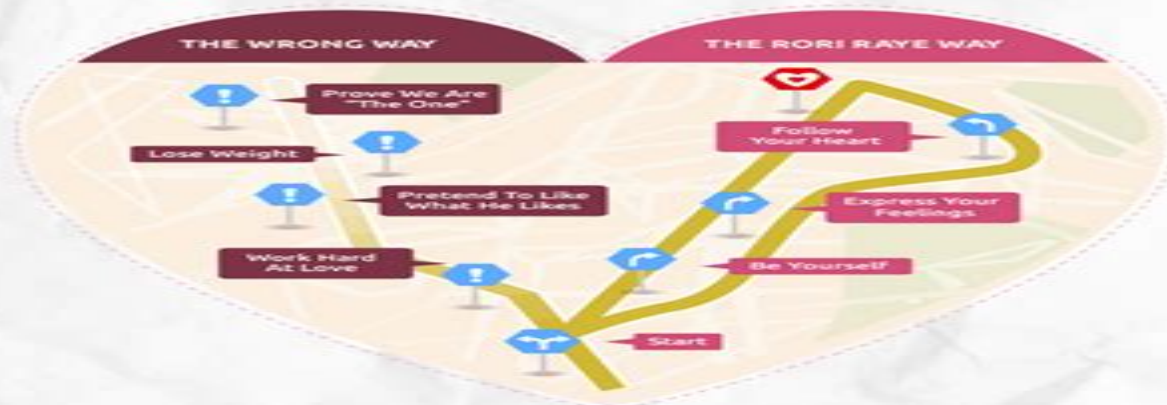 THE WRONG WAY
THE RORI RAYE WAY
Prove We Are
"The One"
Lose Weight
Pretend To Like
What He Likes
Work Hard
At Love
Follow
Your Heart
Express Your
Feelings
Be Yourself
Start